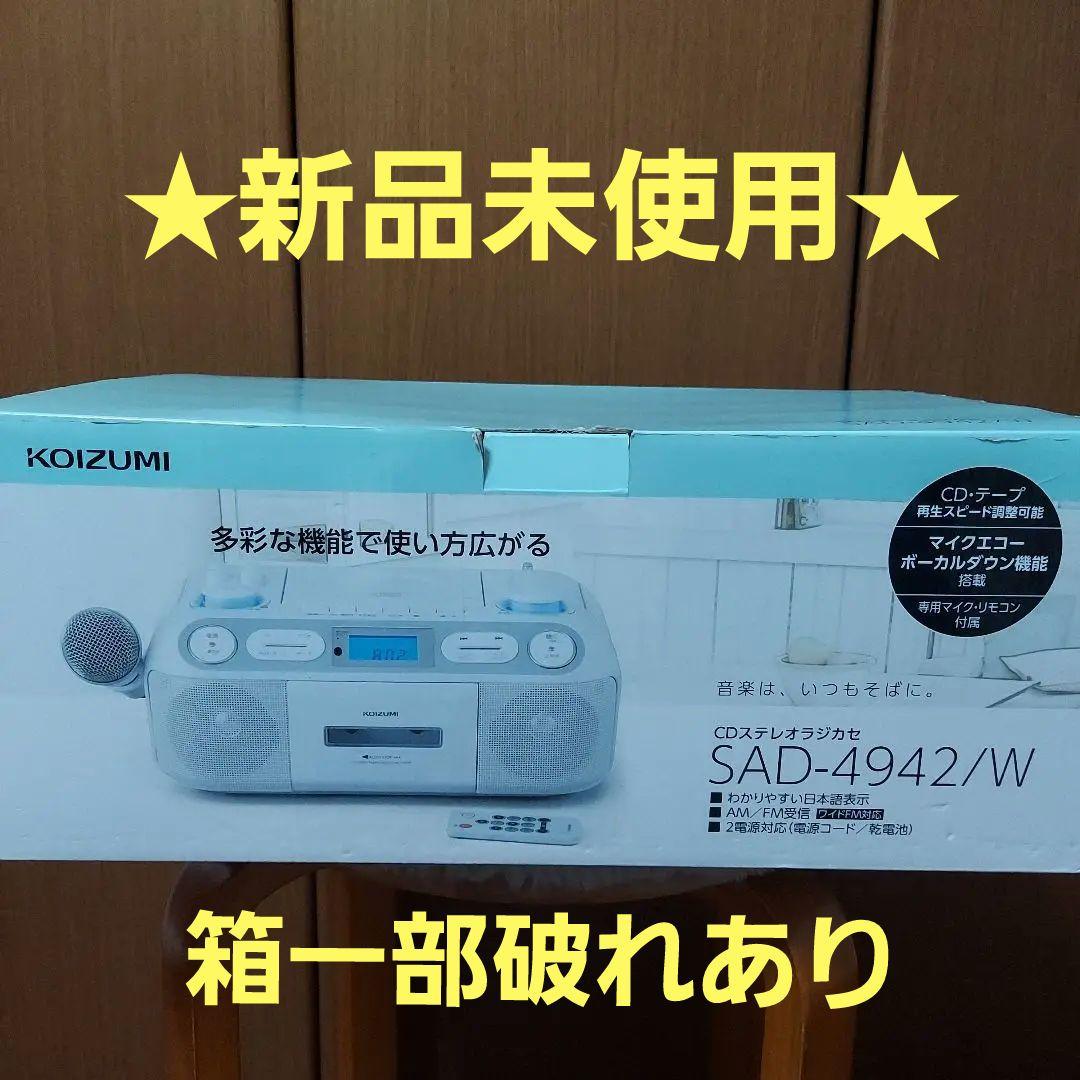 ★新品未使用★
KOIZUMI
多彩な機能で使い方広がる
CD・テープ
再生スピード調整可能
マイクエコー
ボーカルダウン機能
搭載
専用マイク・リモコン
付属
KOIZUMI
音楽は、いつもそばに。
CDステレオラジカセ
SAD-4942/W
■ わかりやすい日本語表示
■ AM/FM受信 ワイドFM対応
■ 2電源対応(電源コード/乾電池)
箱一部破れあり